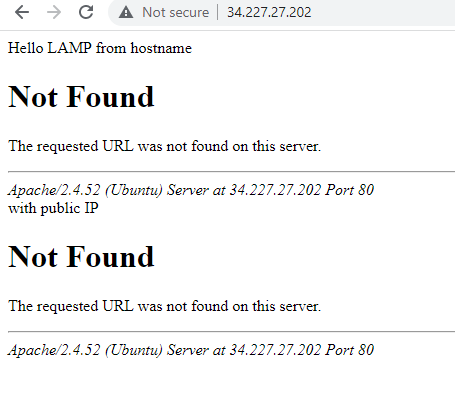 Not secure | 34.227.27.202
Hello LAMP from hostname
Not Found
The requested URL was not found on this server.
Apache/2.4.52 (Ubuntu) Server at 34.227.27.202 Port 80
with public IP
Not Found
The requested URL was not found on this server.
Apache/2.4.52 (Ubuntu) Server at 34.227.27.202 Port 80